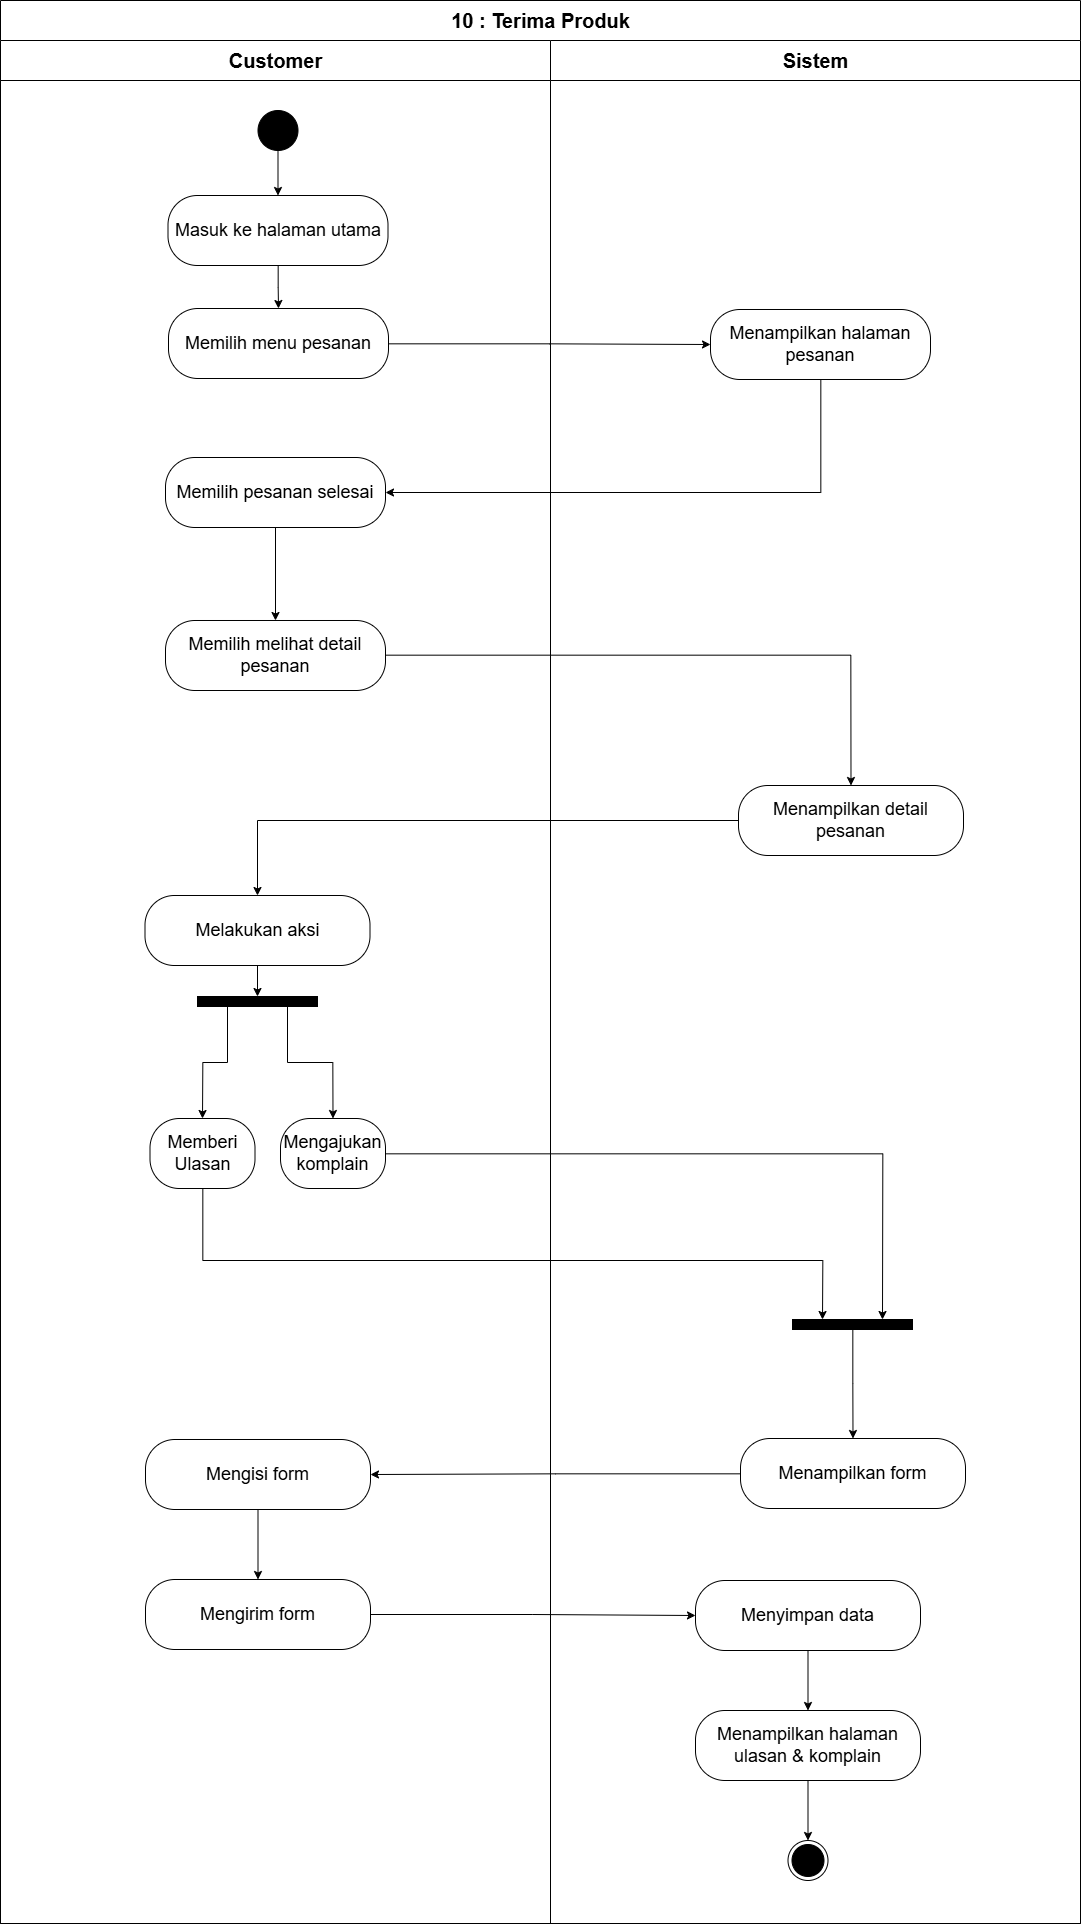 10 : Terima Produk
Customer
Sistem
Masuk ke halaman utama
Memilih menu pesanan
Menampilkan halaman
pesanan
Memilih pesanan selesai
Memilih melihat detail
pesanan
Menampilkan detail
pesanan
Melakukan aksi
Memberi
Ulasan
Mengajukan
komplain
Menampilkan form
Mengisi form
Mengirim form
Menyimpan data
Menampilkan halaman
ulasan & komplain